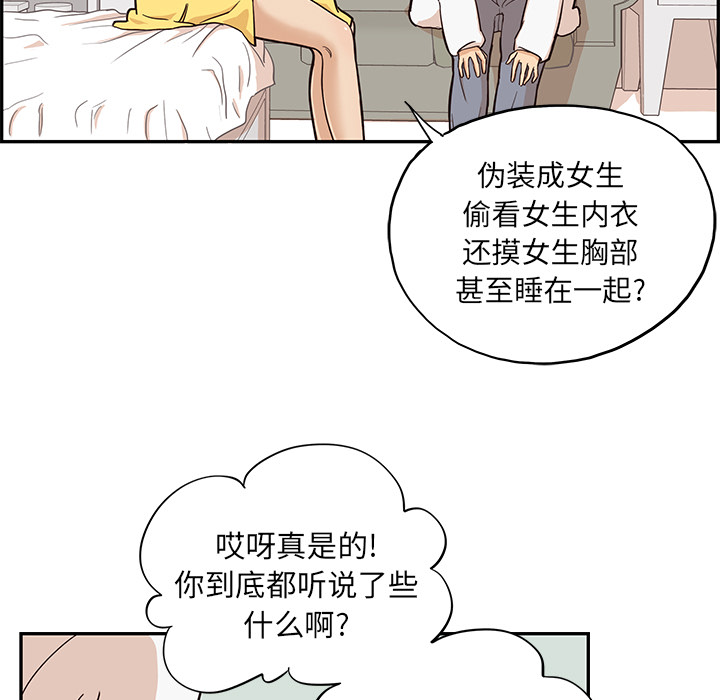 伪装成女生
偷看女生内衣
还摸女生胸部
甚至睡在一起?
哎呀真是的!
你到底都听说了些
什么啊?